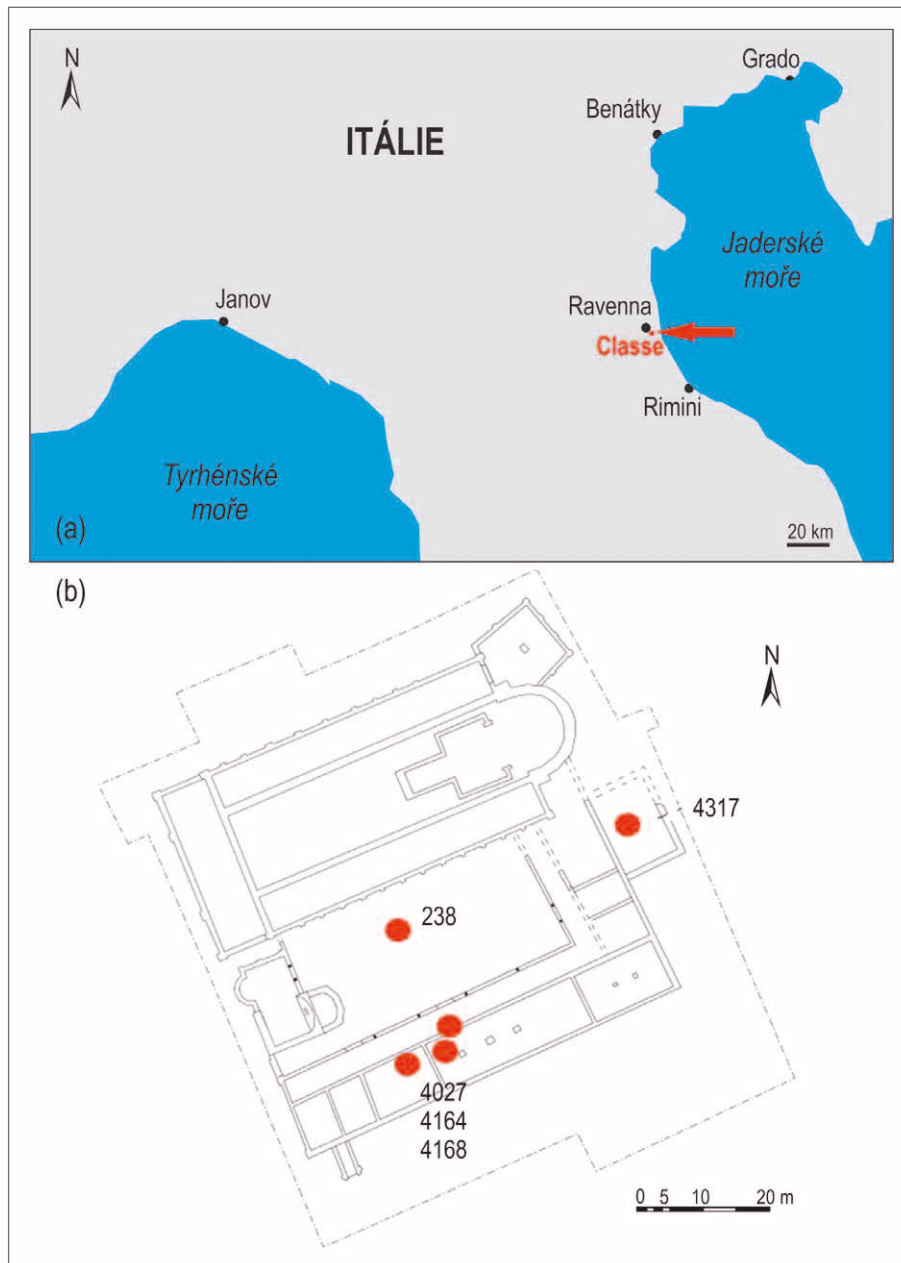 N
Grado
Benátky
ITÁLIE
Jaderské
moře
Janov
Ravenna
Classe
Rimini
Tyrhénské
moře
(a)
20 km
(b)
N
4317
238
4027
4164
4168
0 5 10 20 m